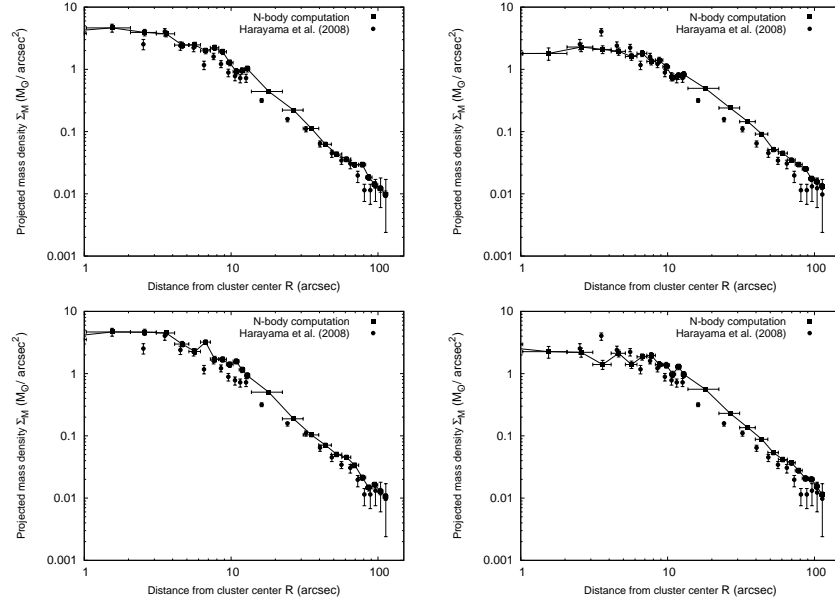 Projected mass density Σ_M (M_⊙/ arcsec²)
10
1
0.1
0.01
0.001
N-body computation
Harayama et al. (2008)
1 10 100
Distance from cluster center R (arcsec)
Projected mass density Σ_M (M_⊙/ arcsec²)
10
1
0.1
0.01
0.001
N-body computation
Harayama et al. (2008)
1 10 100
Distance from cluster center R (arcsec)
Projected mass density Σ_M (M_⊙/ arcsec²)
10
1
0.1
0.01
0.001
N-body computation
Harayama et al. (2008)
1 10 100
Distance from cluster center R (arcsec)
Projected mass density Σ_M (M_⊙/ arcsec²)
10
1
0.1
0.01
0.001
N-body computation
Harayama et al. (2008)
1 10 100
Distance from cluster center R (arcsec)